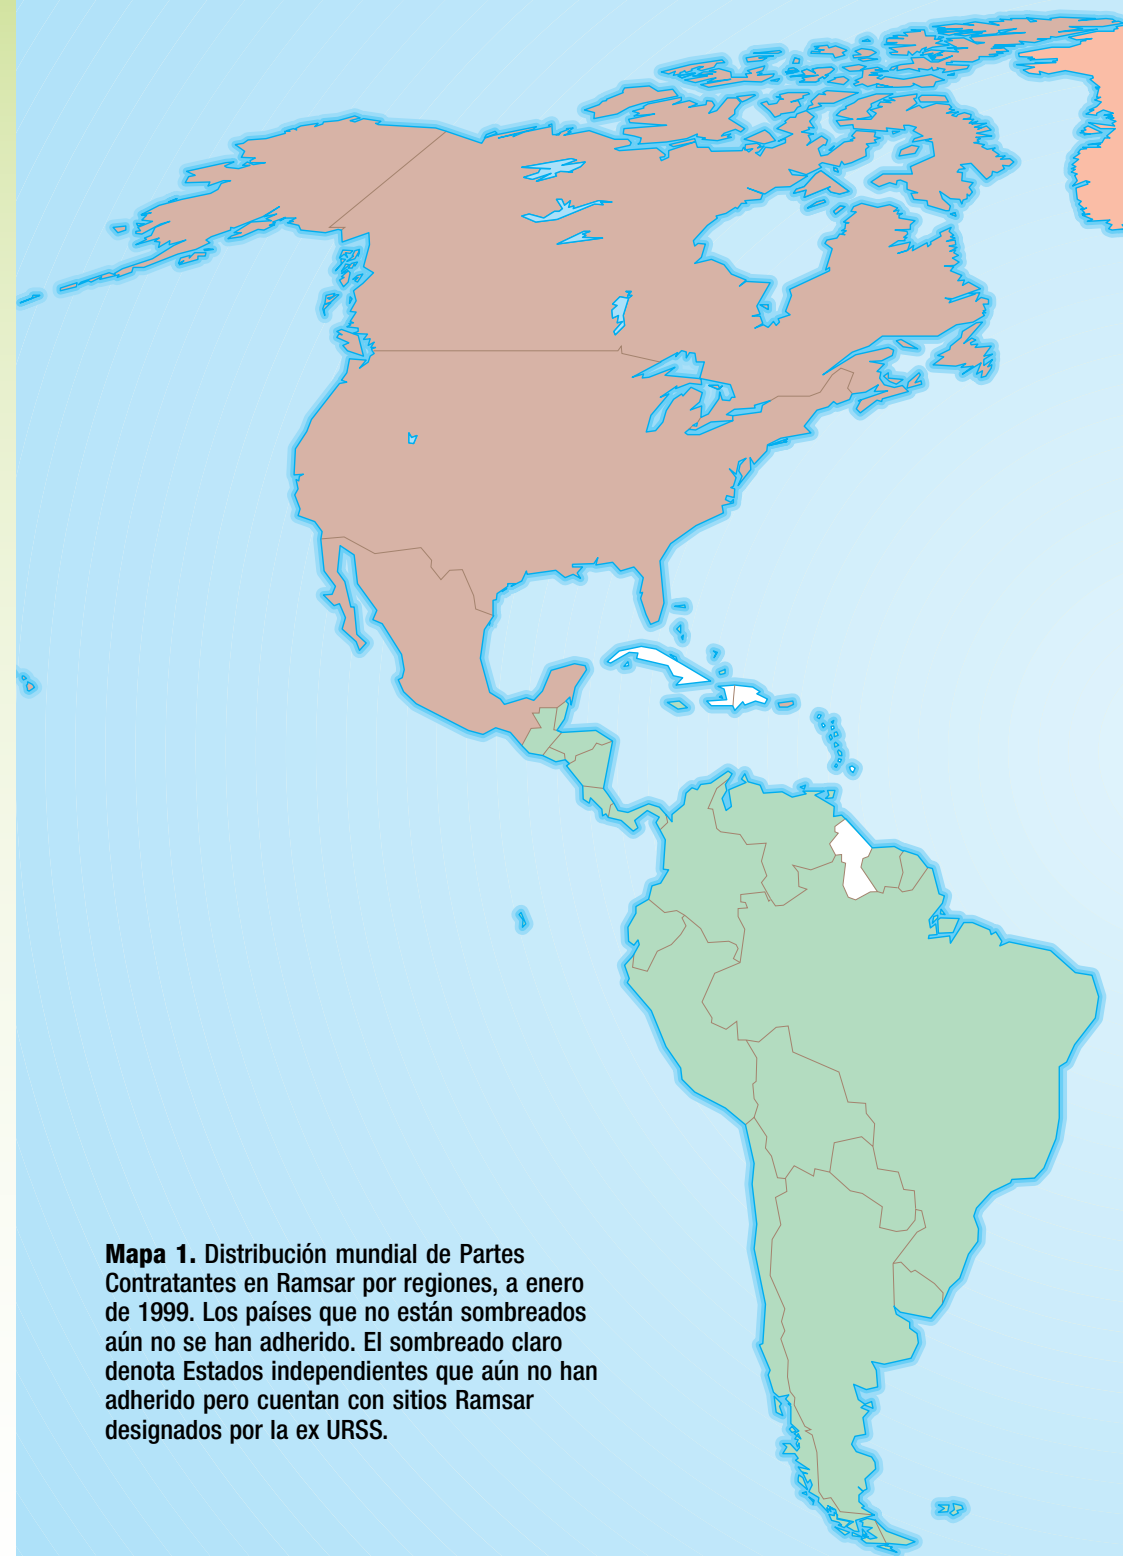 Mapa 1. Distribución mundial de Partes
Contratantes en Ramsar por regiones, a enero
de 1999. Los países que no están sombreados
aún no se han adherido. El sombreado claro
denota Estados independientes que aún no han
adherido pero cuentan con sitios Ramsar
designados por la ex URSS.